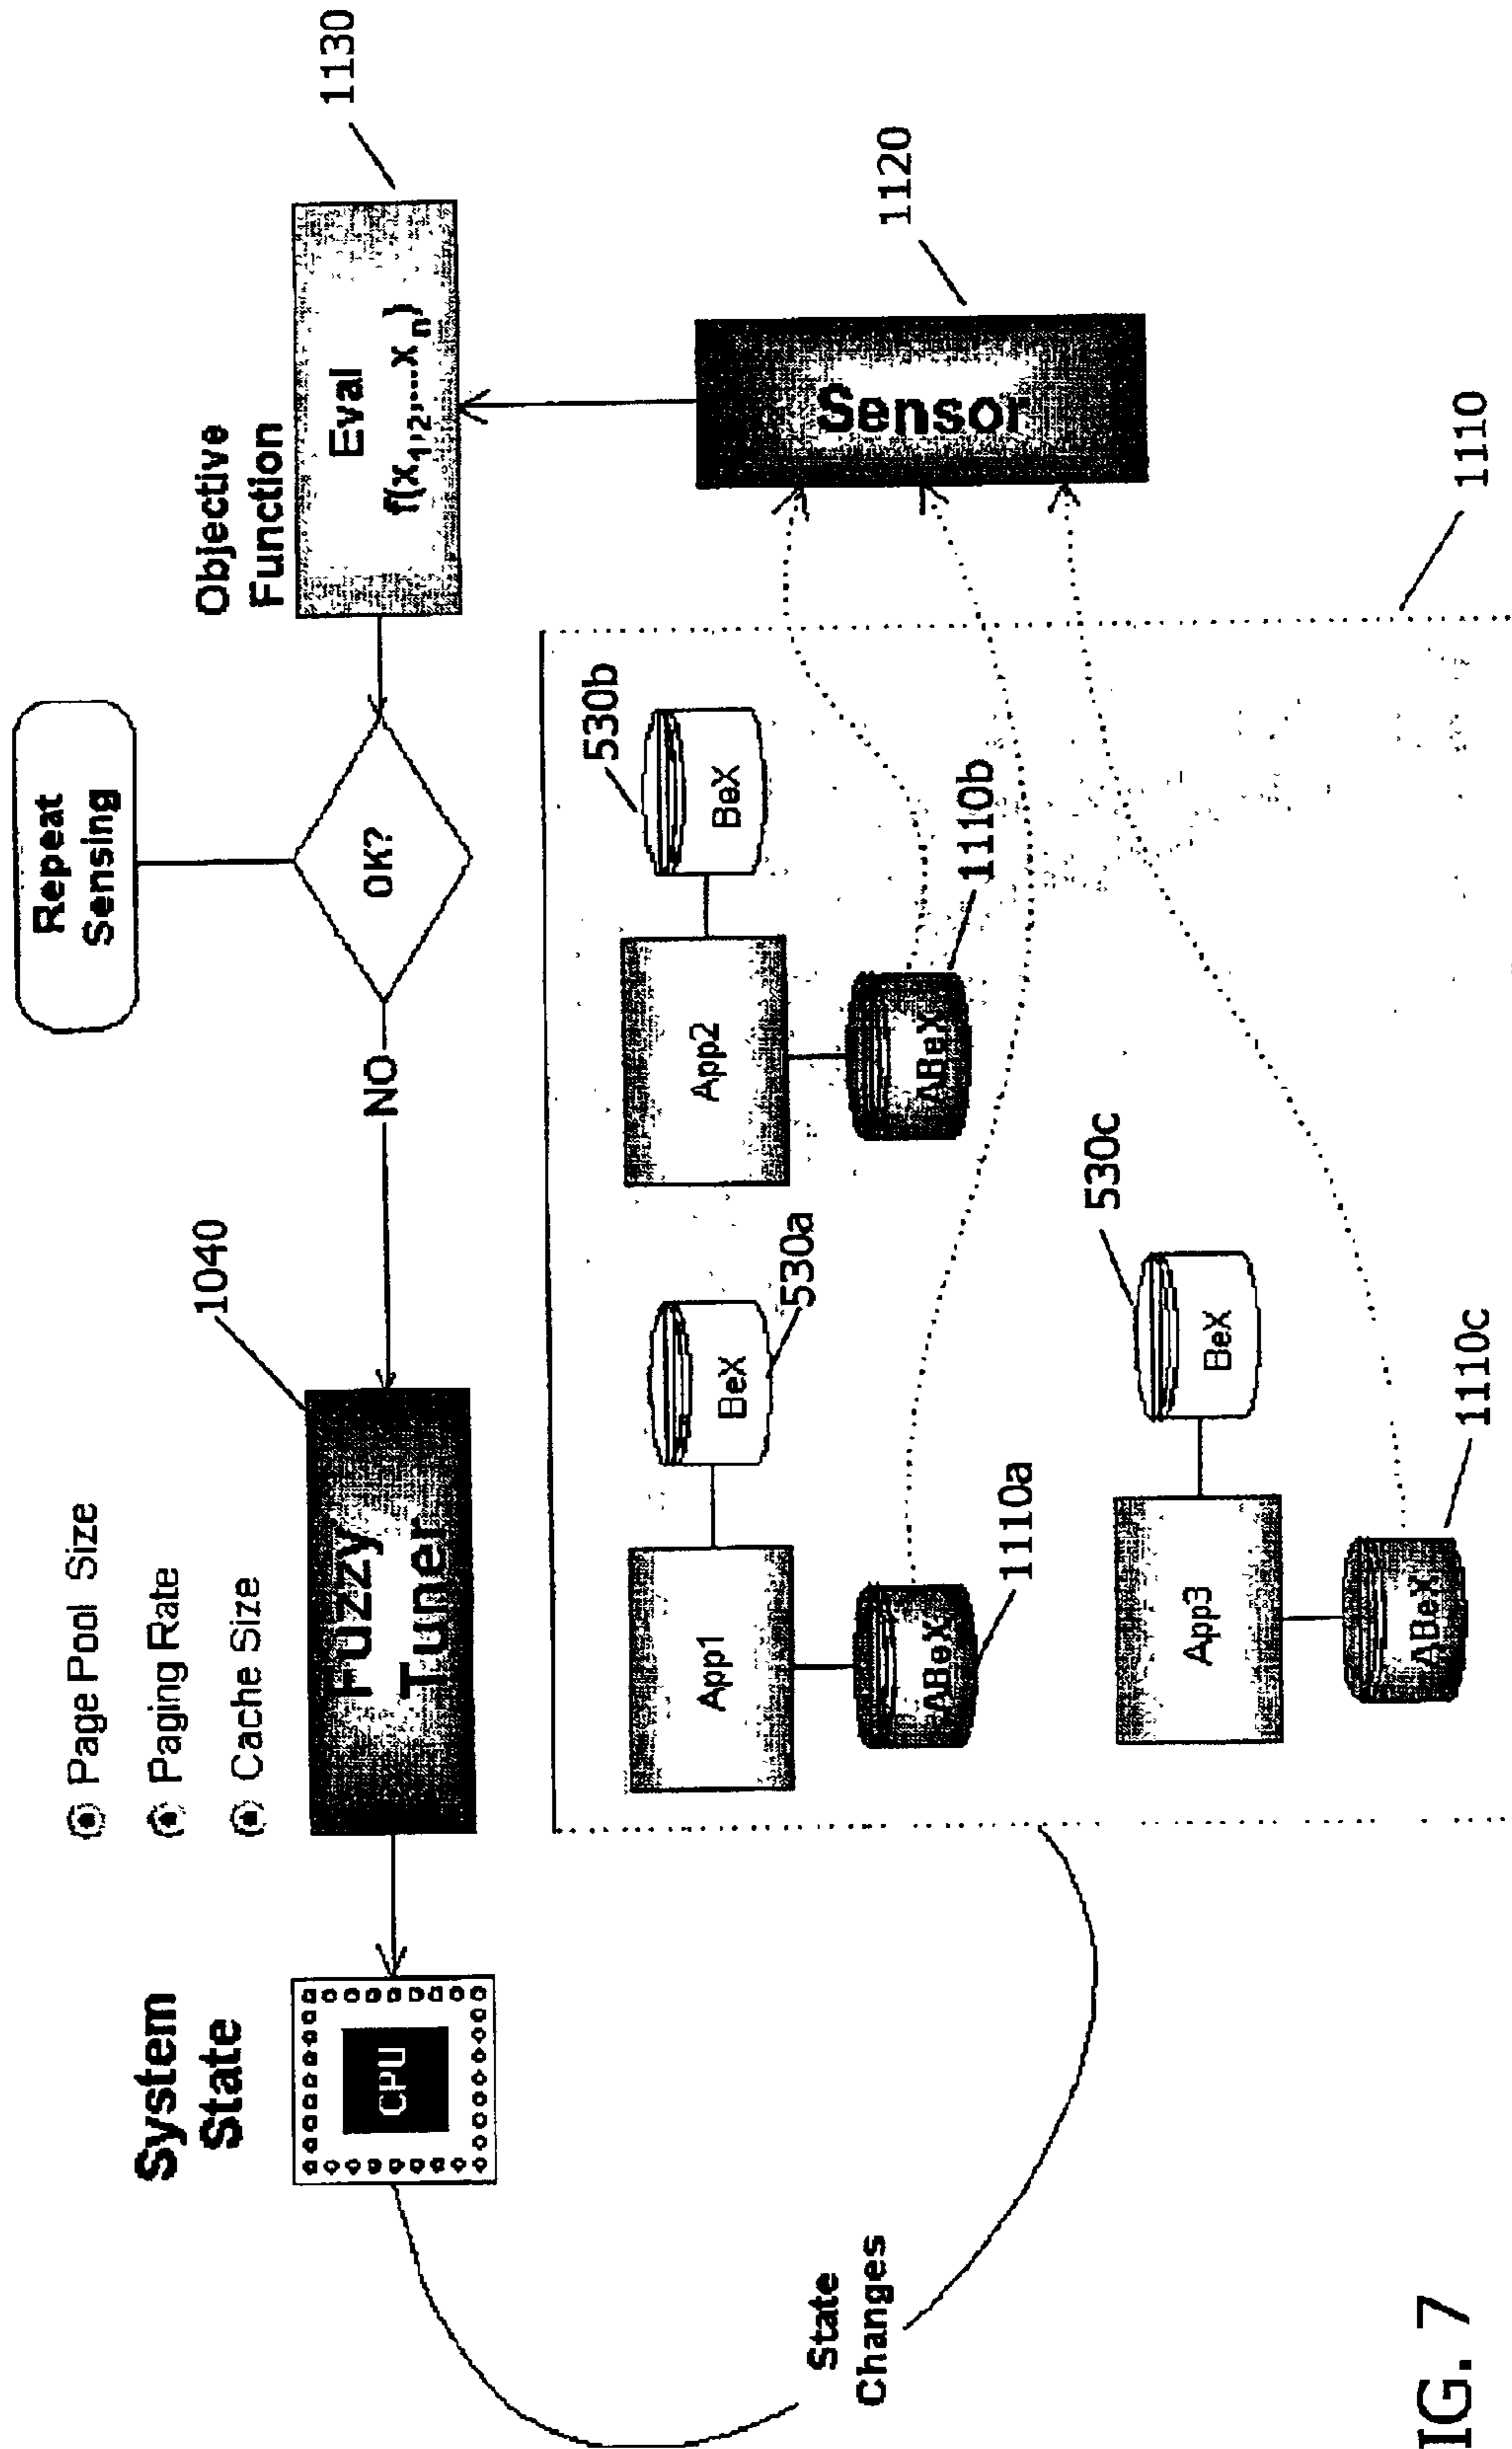 System
State
CPU
Page Pool Size
Paging Rate
Cache Size
Fuzzy
Tuner
1040
NO
Repeat
Sensing
OK?
Objective
Function
Eval
f(x1,2,...x n)
1130
State
Changes
App1
BeX
530a
ABeX
1110a
App2
BeX
530b
ABeX
1110b
App3
BeX
530c
ABeX
1110c
Sensor
1120
1110
IG. 7